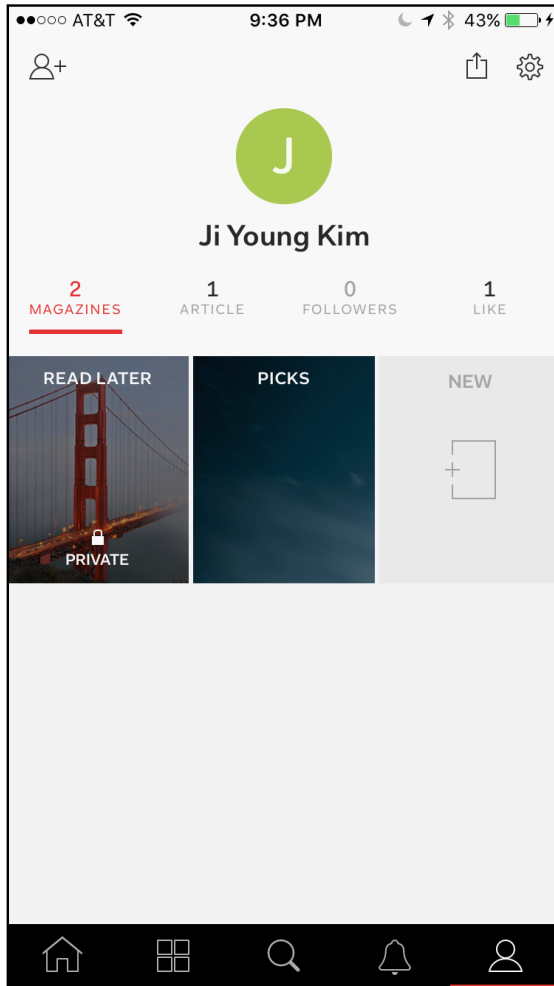 AT&T 9:36 PM 43%
J
Ji Young Kim
2 1 0 1
MAGAZINES ARTICLE FOLLOWERS LIKE
READ LATER PICKS NEW
PRIVATE